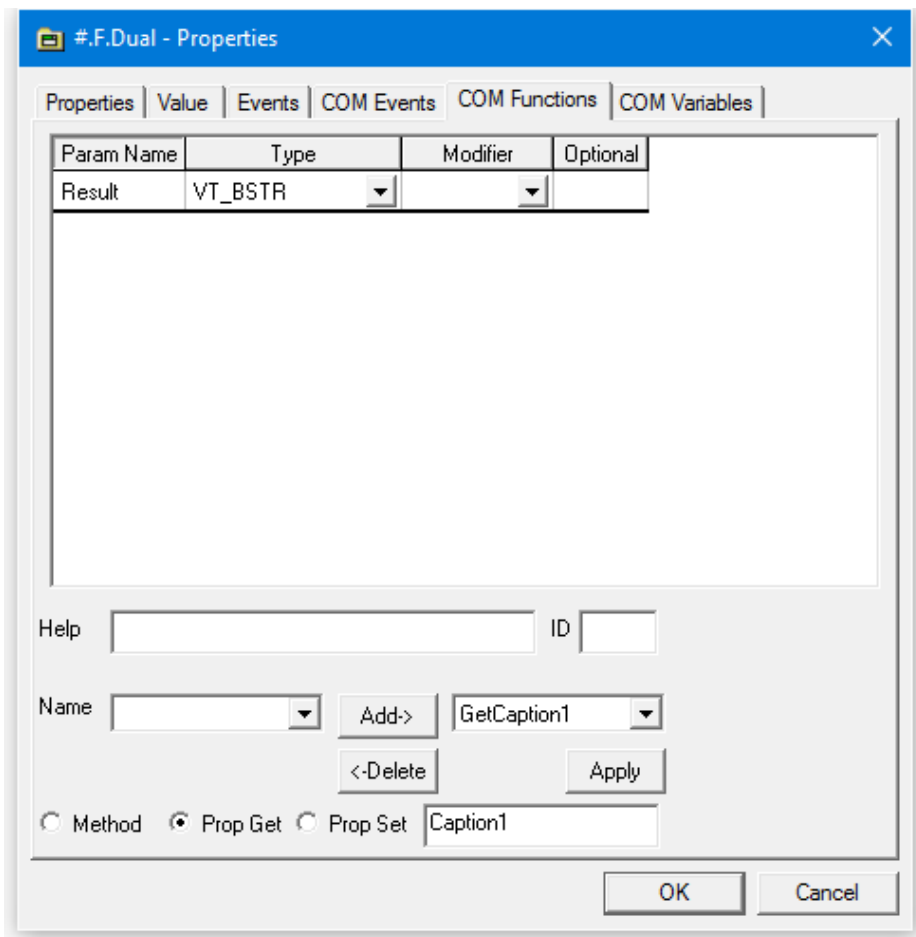 #.F.Dual - Properties
Properties Value Events COM Events COM Functions COM Variables
Param Name Type Modifier Optional
Result VT_BSTR
Help ID
Name Add-> GetCaption1
<-Delete Apply
Method Prop Get Prop Set Caption1
OK Cancel